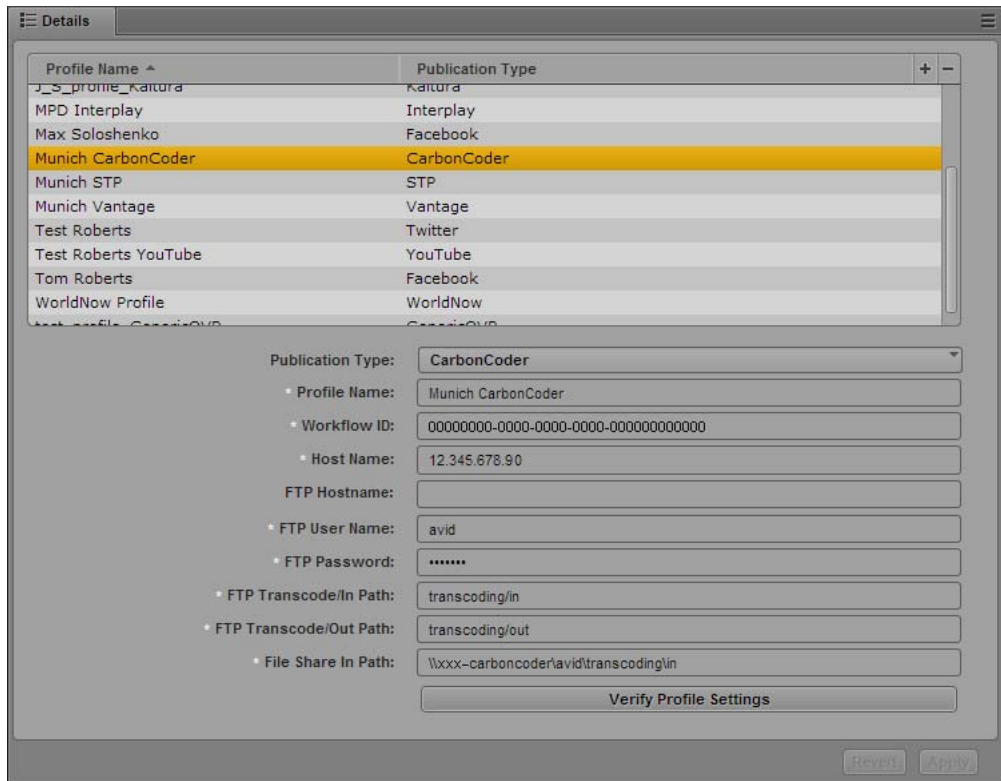 Details
Profile Name Publication Type + −
J_S_profile_Kaltura Kaltura
MPD Interplay Interplay
Max Soloshenko Facebook
Munich CarbonCoder CarbonCoder
Munich STP STP
Munich Vantage Vantage
Test Roberts Twitter
Test Roberts YouTube YouTube
Tom Roberts Facebook
WorldNow Profile WorldNow
test_profile_GenericOVP GenericOVP
Publication Type: CarbonCoder
* Profile Name: Munich CarbonCoder
* Workflow ID: 00000000-0000-0000-0000-000000000000
* Host Name: 12.345.678.90
FTP Hostname:
* FTP User Name: avid
* FTP Password: •••••••
* FTP Transcode/In Path: transcoding/in
* FTP Transcode/Out Path: transcoding/out
* File Share In Path: \\xxx-carboncoder\avid\transcoding\in
Verify Profile Settings
Revert Apply